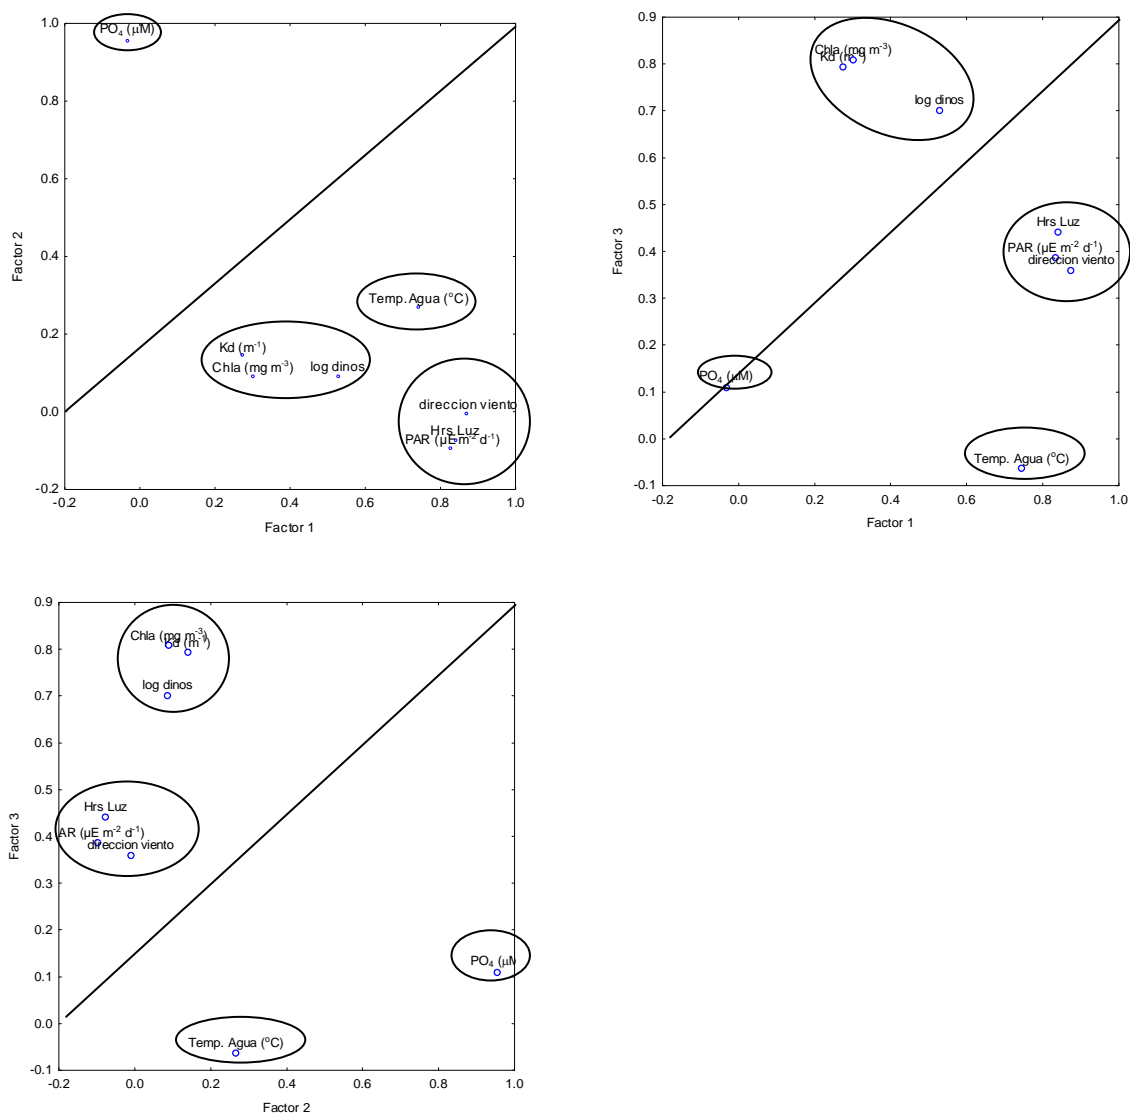 1.0
0.8
0.6
0.4
0.2
0.0
-0.2
Factor 2
PO4 (µM)
Temp. Agua (°C)
Kd (m-1)
Chla (mg m-3)
log dinos
direccion viento
Hrs Luz
PAR (µE m-2 d-1)
-0.2 0.0 0.2 0.4 0.6 0.8 1.0
Factor 1
0.9
0.8
0.7
0.6
0.5
0.4
0.3
0.2
0.1
0.0
-0.1
Factor 3
Chla (mg m-3)
Kd (m-1)
log dinos
Hrs Luz
PAR (µE m-2 d-1)
direccion viento
PO4 (µM)
Temp. Agua (°C)
-0.2 0.0 0.2 0.4 0.6 0.8 1.0
Factor 1
0.9
0.8
0.7
0.6
0.5
0.4
0.3
0.2
0.1
0.0
-0.1
Factor 3
Chla (mg m-3)
Kd (m-1)
log dinos
Hrs Luz
AR (µE m-2 d-1)
direccion viento
PO4 (µM
Temp. Agua (°C)
-0.2 0.0 0.2 0.4 0.6 0.8 1.0
Factor 2